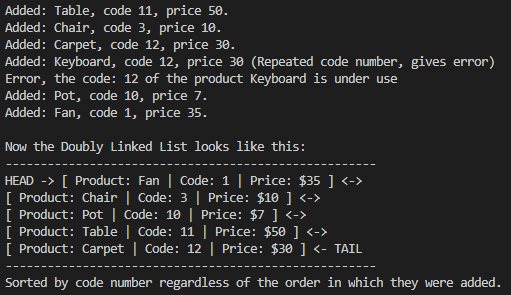 Added: Table, code 11, price 50.
Added: Chair, code 3, price 10.
Added: Carpet, code 12, price 30.
Added: Keyboard, code 12, price 30 (Repeated code number, gives error)
Error, the code: 12 of the product Keyboard is under use
Added: Pot, code 10, price 7.
Added: Fan, code 1, price 35.
Now the Doubly Linked List looks like this:
-----------------------------------------------------
HEAD -> [ Product: Fan | Code: 1 | Price: $35 ] <->
[ Product: Chair | Code: 3 | Price: $10 ] <->
[ Product: Pot | Code: 10 | Price: $7 ] <->
[ Product: Table | Code: 11 | Price: $50 ] <->
[ Product: Carpet | Code: 12 | Price: $30 ] <- TAIL
-----------------------------------------------------
Sorted by code number regardless of the order in which they were added.